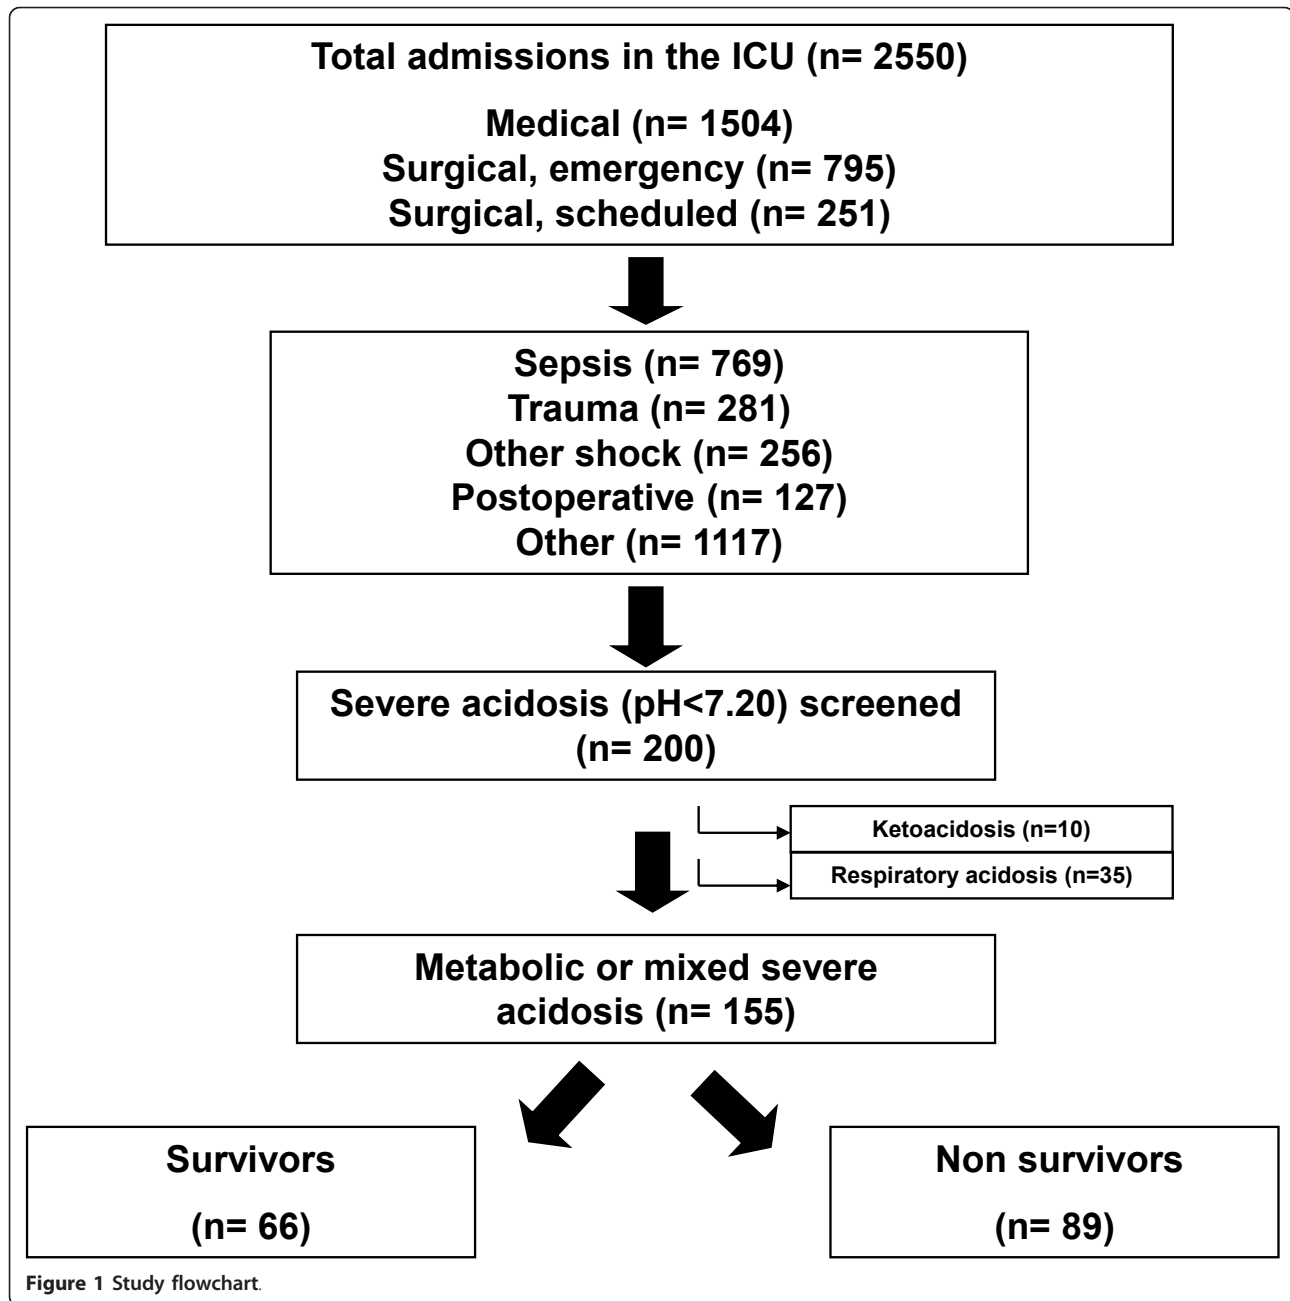 Total admissions in the ICU (n= 2550)
Medical (n= 1504)
Surgical, emergency (n= 795)
Surgical, scheduled (n= 251)
Sepsis (n= 769)
Trauma (n= 281)
Other shock (n= 256)
Postoperative (n= 127)
Other (n= 1117)
Severe acidosis (pH<7.20) screened
(n= 200)
Ketoacidosis (n=10)
Respiratory acidosis (n=35)
Metabolic or mixed severe
acidosis (n= 155)
Survivors
(n= 66)
Non survivors
(n= 89)
Figure 1 Study flowchart.